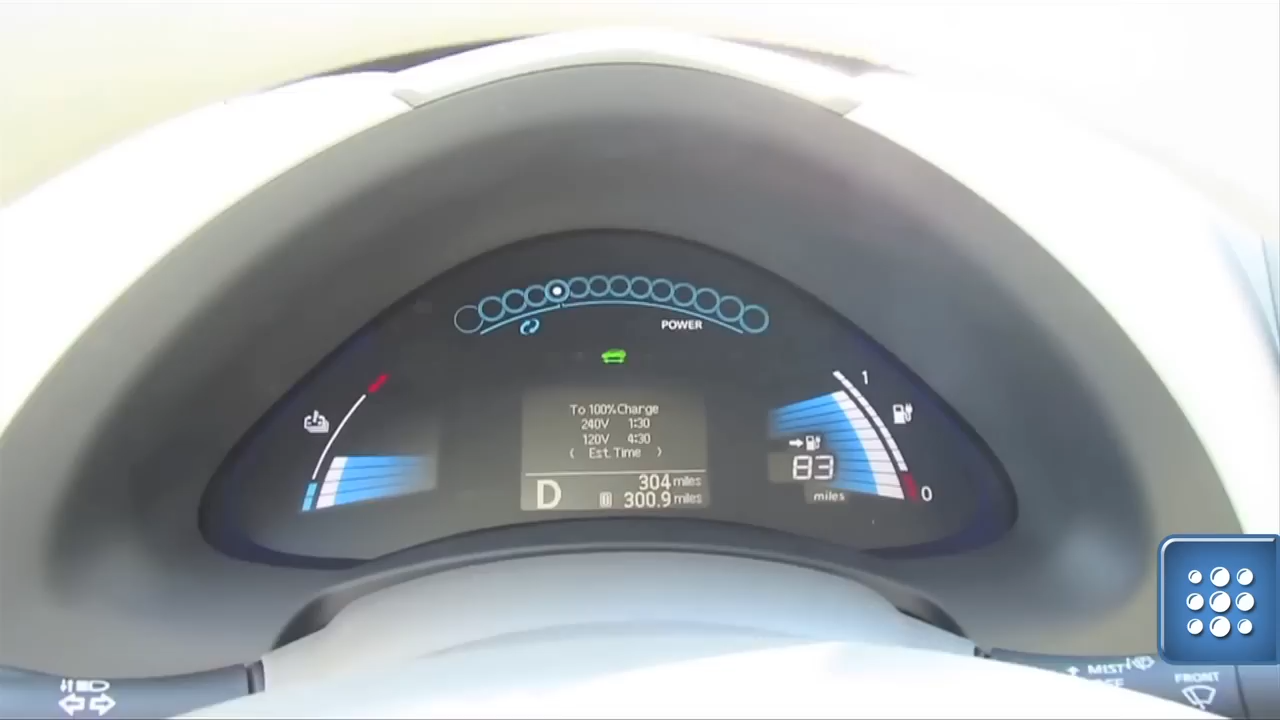 POWER
1
To 100% Charge
240V 1:30
120V 4:30
( Est. Time )
83
miles
0
D
304 miles
B 300.9 miles
MIST
FRONT